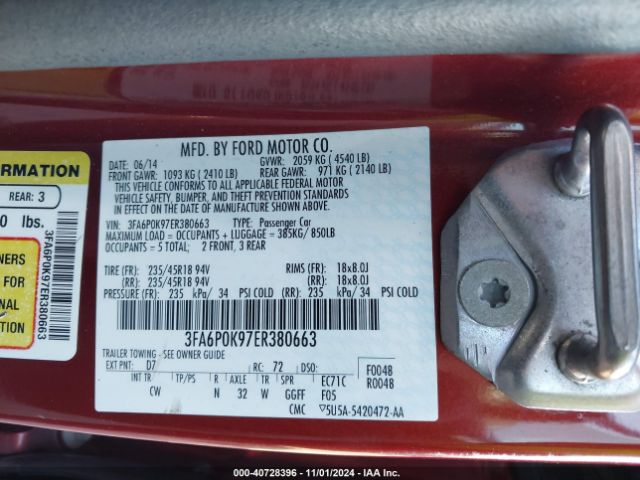 MFD. BY FORD MOTOR CO.
DATE: 06/14 GVWR: 2059 KG ( 4540 LB)
FRONT GAWR: 1093 KG ( 2410 LB) REAR GAWR: 971 KG ( 2140 LB)
THIS VEHICLE CONFORMS TO ALL APPLICABLE FEDERAL MOTOR
VEHICLE SAFETY, BUMPER, AND THEFT PREVENTION STANDARDS
IN EFFECT ON THE DATE OF MANUFACTURE SHOWN ABOVE.
VIN: 3FA6P0K97ER380663 TYPE: Passenger Car
MAXIMUM LOAD = OCCUPANTS + LUGGAGE = 385KG/ 850LB
OCCUPANTS = 5 TOTAL; 2 FRONT, 3 REAR
TIRE (FR): 235/45R18 94V RIMS (FR): 18x8.0J
(RR): 235/45R18 94V (RR): 18x8.0J
PRESSURE (FR): 235 kPa/ 34 PSI COLD (RR): 235 kPa/ 34 PSI COLD
3FA6P0K97ER380663
TRAILER TOWING - SEE OWNER GUIDE
EXT PNT: D7 RC: 72 DSO: F004B
R004B
INT TR TP/PS R AXLE TR SPR EC71C
CW N 32 W GGFF F05
CMC 5U5A-5420472-AA
FORMATION
REAR: 3
0 lbs.
3FA6P0K97ER380663
NERS
FOR
NAL
TION
000-40728396 - 11/01/2024 - IAAI.COM